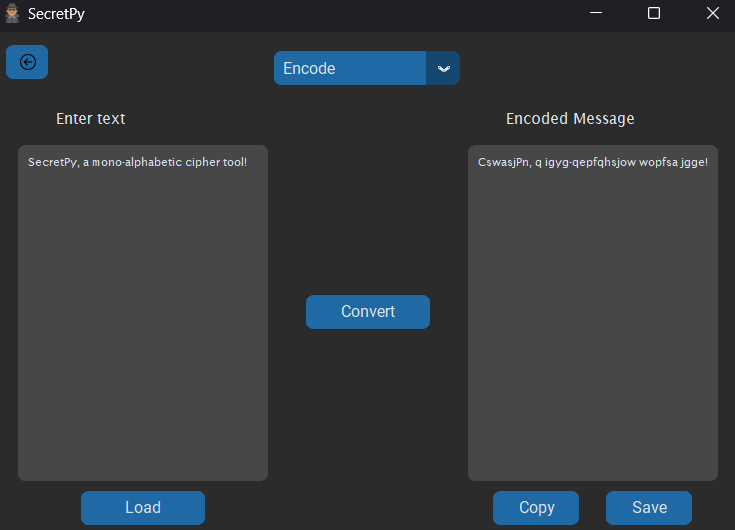 SecretPy
Encode
Enter text
Encoded Message
SecretPy, a mono-alphabetic cipher tool!
CswasjPn, q igyg-qepfqhsjow wopfsa jgge!
Convert
Load
Copy
Save